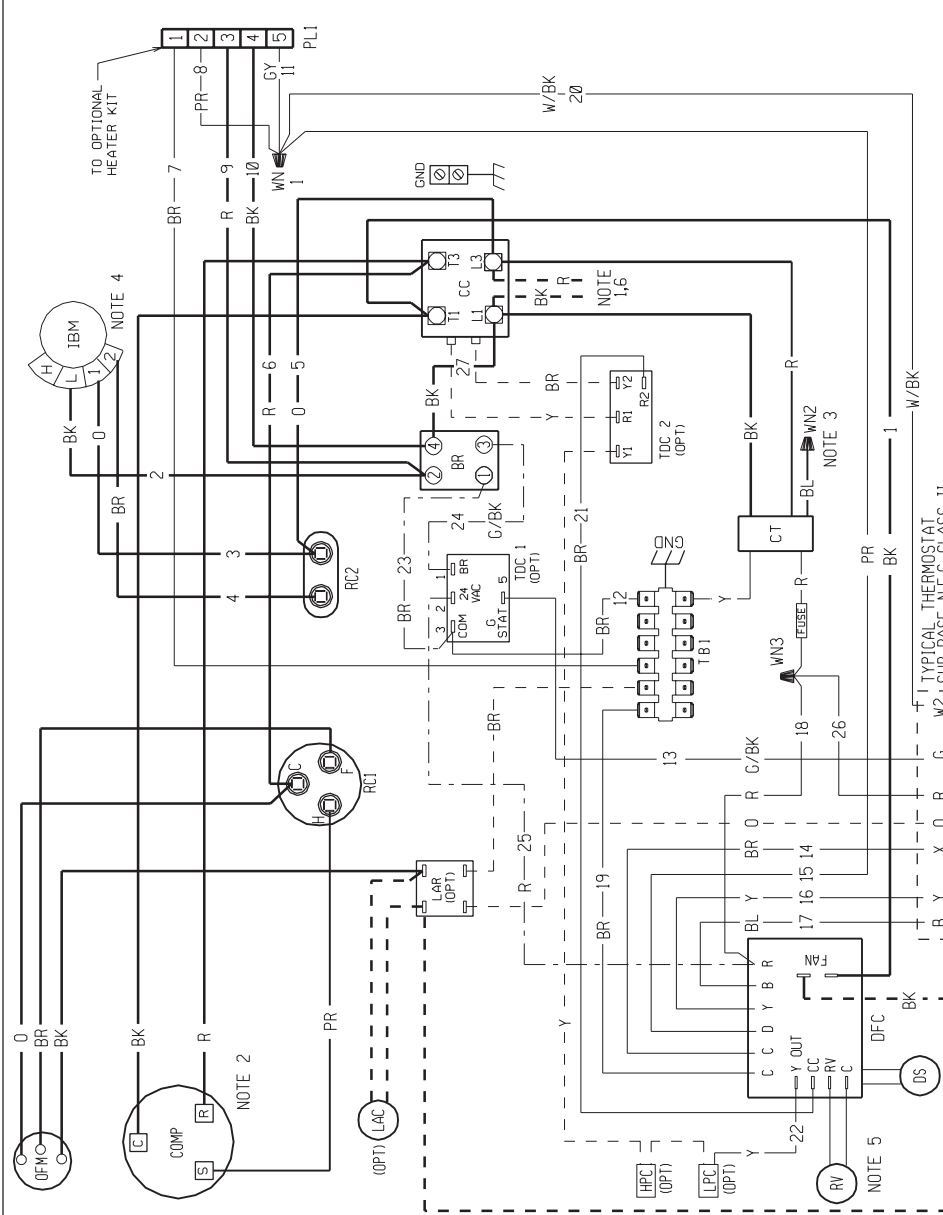 1 2 3 4 5
PL1
TO OPTIONAL
HEATER KIT
PR 8
GY 11
W/BK
20
BR 7
R 9
BK 10
WN
1
GND
NOTE 4
IBM
H
L
1
2
BK
O
BR
2
3
4
R 6
O 5
RC2
T3
CC
L3
T1
L1
BK
R
NOTE
1,6
27
BK
4
3
BR
2
1
Y
BR
Y2
R2
R1
Y1
TDC 2
(OPT)
BK
R
BL
WN2
NOTE 3
CT
24
G/BK
23
BR
1
BR
2
24
VAC
3
COM
G
STAT
5
TDC 1
(OPT)
21
BR
GND
12
BR
TB1
Y
R
FUSE
WN3
18
26
PR
BK
1
W/BK
TYPICAL THERMOSTAT
W2
G
R
O
X
Y
B
O
BR
BK
OFM
BK
R
PR
C
COMP
R
S
NOTE 2
C
H
F
RC1
LAR
(OPT)
LAC
(OPT)
BR
25
R
13
G/BK
R
O
BR 14
15
Y 16
BL 17
19
BR
Y
R
B
Y
D
C
C
FAN
Y OUT
CC
RV
C
DFC
BK
DS
22
Y
HPC
(OPT)
LPC
(OPT)
RV
NOTE 5